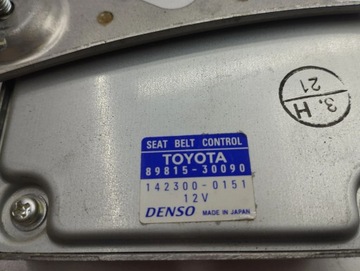 3. H
21
SEAT BELT CONTROL
TOYOTA
89815-30090
142300-0151
12V
DENSO MADE IN JAPAN